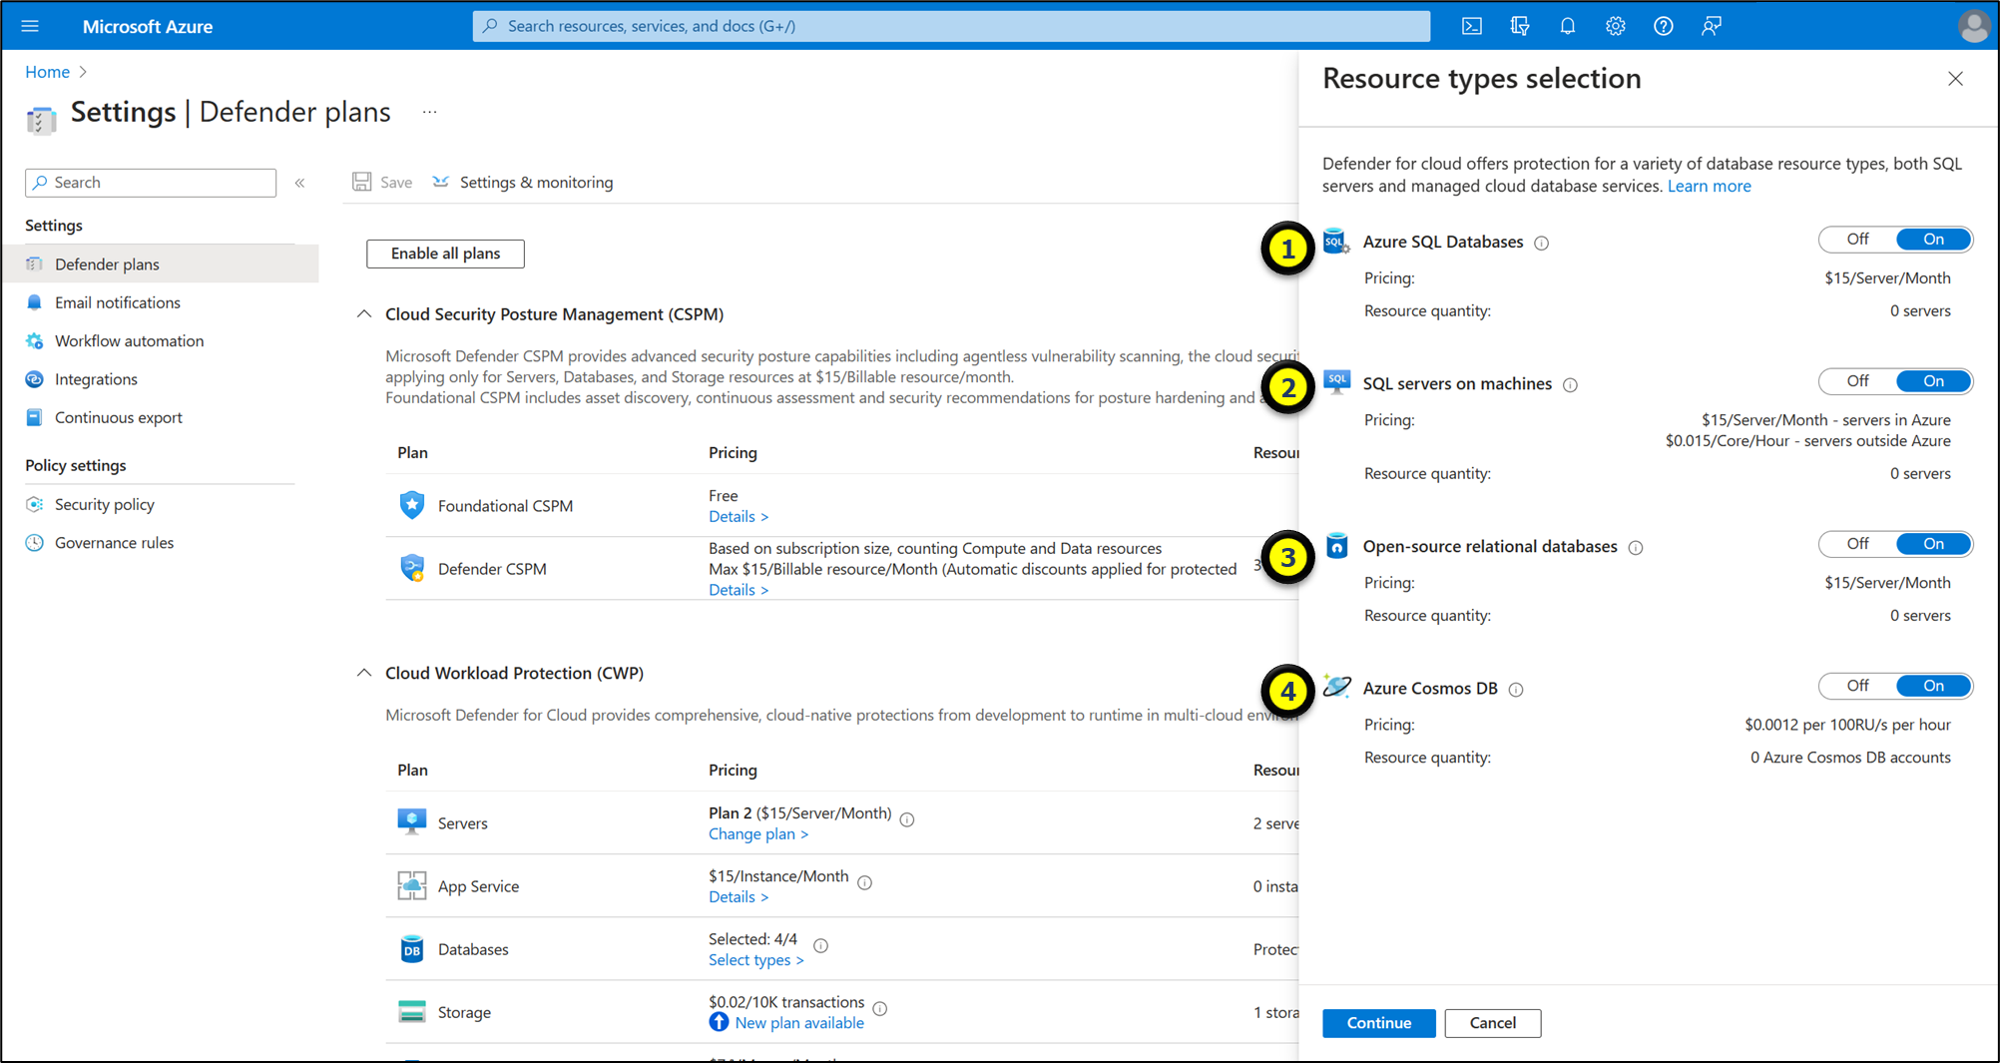 Microsoft Azure
Search resources, services, and docs (G+/)
Home
Settings | Defender plans
...
Search
Settings
Defender plans
Email notifications
Workflow automation
Integrations
Continuous export
Policy settings
Security policy
Governance rules
Save
Settings & monitoring
Enable all plans
Cloud Security Posture Management (CSPM)
Microsoft Defender CSPM provides advanced security posture capabilities including agentless vulnerability scanning, the cloud securi
applying only for Servers, Databases, and Storage resources at $15/Billable resource/month.
Foundational CSPM includes asset discovery, continuous assessment and security recommendations for posture hardening and
Plan Pricing Resour
Foundational CSPM
Free
Details >
Defender CSPM
Based on subscription size, counting Compute and Data resources
Max $15/Billable resource/Month (Automatic discounts applied for protected
Details >
3
Cloud Workload Protection (CWP)
Microsoft Defender for Cloud provides comprehensive, cloud-native protections from development to runtime in multi-cloud environ
Plan Pricing Resour
Servers
Plan 2 ($15/Server/Month)
Change plan >
2 serve
App Service
$15/Instance/Month
Details >
0 insta
DB
Databases
Selected: 4/4
Select types >
Protec
Storage
$0.02/10K transactions
New plan available
1 stora
Resource types selection
Defender for cloud offers protection for a variety of database resource types, both SQL
servers and managed cloud database services. Learn more
1
SQL
Azure SQL Databases
Off On
Pricing: $15/Server/Month
Resource quantity: 0 servers
2
SQL
SQL servers on machines
Off On
Pricing: $15/Server/Month - servers in Azure
$0.015/Core/Hour - servers outside Azure
Resource quantity: 0 servers
3
Open-source relational databases
Off On
Pricing: $15/Server/Month
Resource quantity: 0 servers
4
Azure Cosmos DB
Off On
Pricing: $0.0012 per 100RU/s per hour
Resource quantity: 0 Azure Cosmos DB accounts
Continue
Cancel